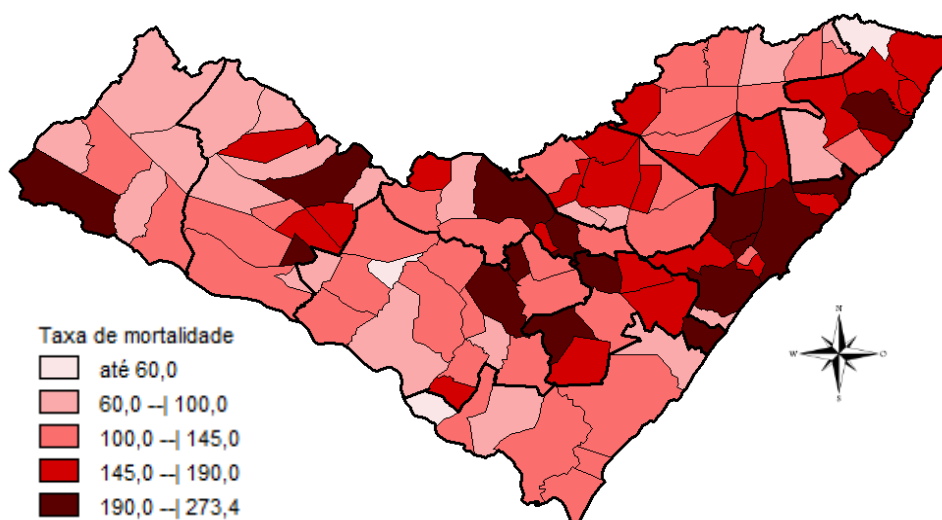 Taxa de mortalidade
até 60,0
60,0 --| 100,0
100,0 --| 145,0
145,0 --| 190,0
190,0 --| 273,4
N
W
O
S